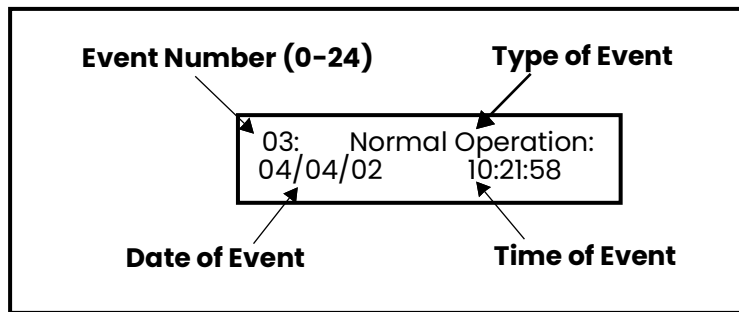 Event Number (0-24)
Type of Event
03: Normal Operation:
04/04/02 10:21:58
Date of Event
Time of Event